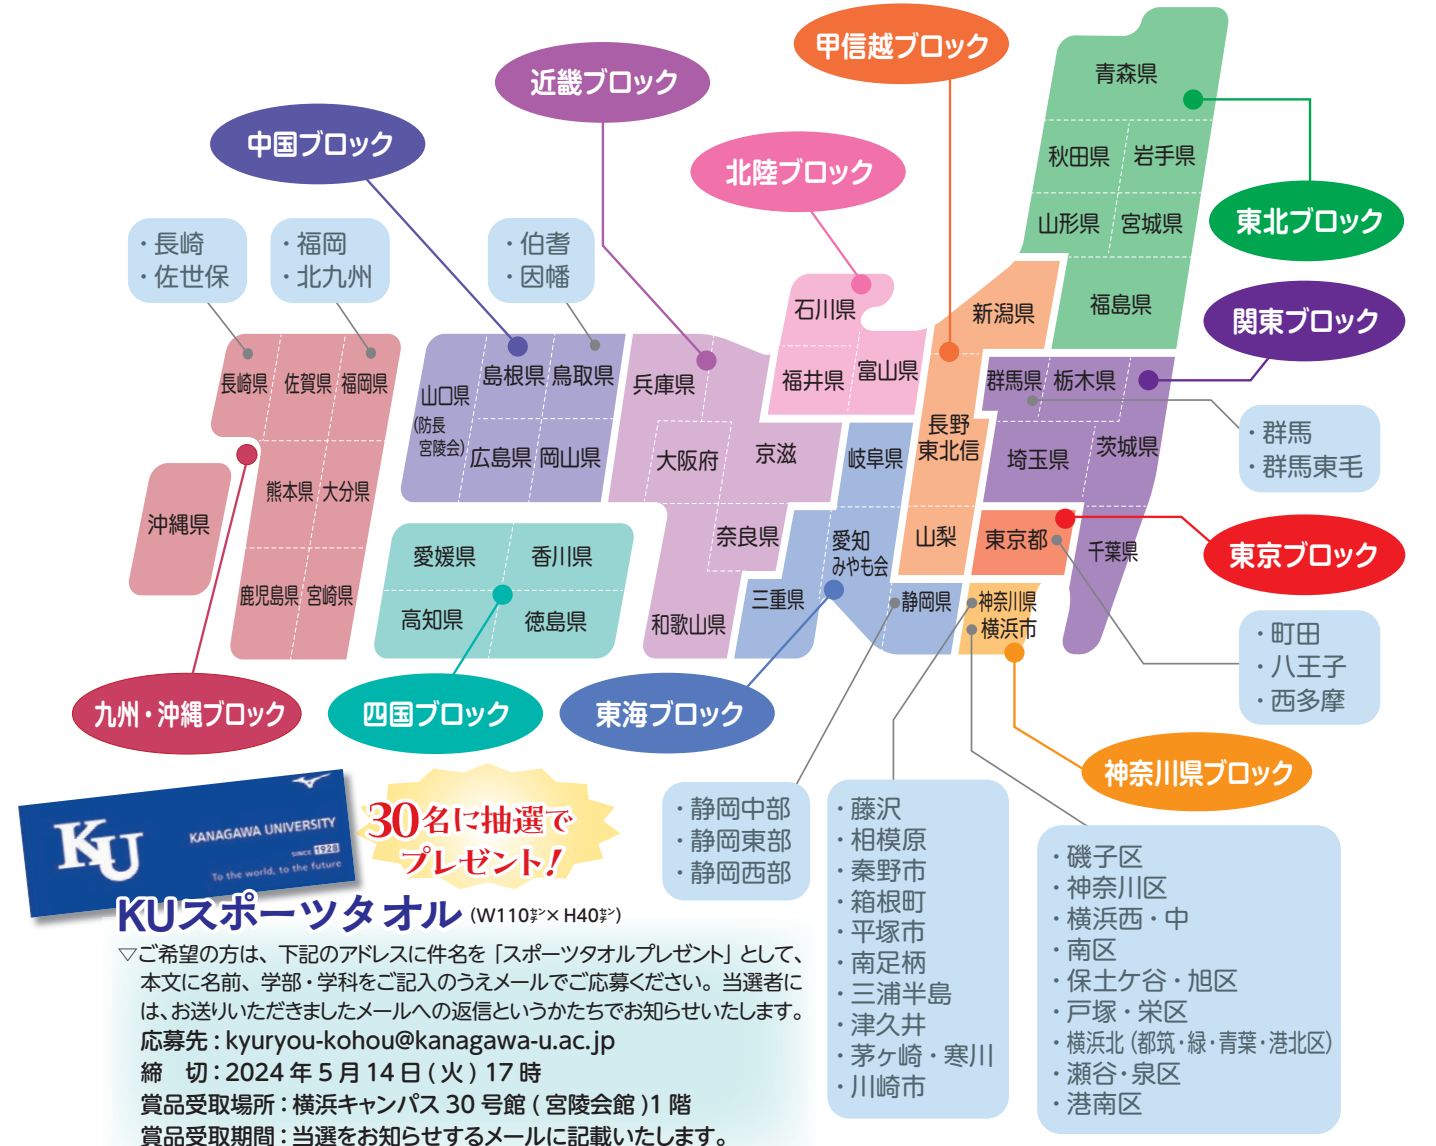 甲信越ブロック
近畿ブロック
中国ブロック
北陸ブロック
東北ブロック
関東ブロック
東京ブロック
神奈川県ブロック
東海ブロック
四国ブロック
九州・沖縄ブロック
青森県
秋田県
岩手県
山形県
宮城県
福島県
新潟県
長野
東北信
山梨
石川県
福井県
富山県
群馬県
栃木県
茨城県
埼玉県
千葉県
東京都
神奈川県
横浜市
岐阜県
愛知
みやも会
三重県
静岡県
兵庫県
大阪府
京滋
奈良県
和歌山県
山口県
(防長
宮陵会)
島根県
鳥取県
広島県
岡山県
愛媛県
香川県
高知県
徳島県
長崎県
佐賀県
福岡県
熊本県
大分県
鹿児島県
宮崎県
沖縄県
・長崎
・佐世保
・福岡
・北九州
・伯耆
・因幡
・群馬
・群馬東毛
・町田
・八王子
・西多摩
・静岡中部
・静岡東部
・静岡西部
・藤沢
・相模原
・秦野市
・箱根町
・平塚市
・南足柄
・三浦半島
・津久井
・茅ヶ崎・寒川
・川崎市
・磯子区
・神奈川区
・横浜西・中
・南区
・保土ケ谷・旭区
・戸塚・栄区
・横浜北(都筑・緑・青葉・港北区)
・瀬谷・泉区
・港南区
KU
KANAGAWA UNIVERSITY
SINCE 1928
To the world, to the future
30名に抽選で
プレゼント!
KUスポーツタオル(W110㌢×H40㌢)
▽ご希望の方は、下記のアドレスに件名を「スポーツタオルプレゼント」として、
本文に名前、学部・学科をご記入のうえメールでご応募ください。当選者に
は、お送りいただきましたメールへの返信というかたちでお知らせいたします。
応募先:kyuryou-kohou@kanagawa-u.ac.jp
締　切:2024年5月14日(火)17時
賞品受取場所:横浜キャンパス30号館(宮陵会館)1階
賞品受取期間:当選をお知らせするメールに記載いたします。